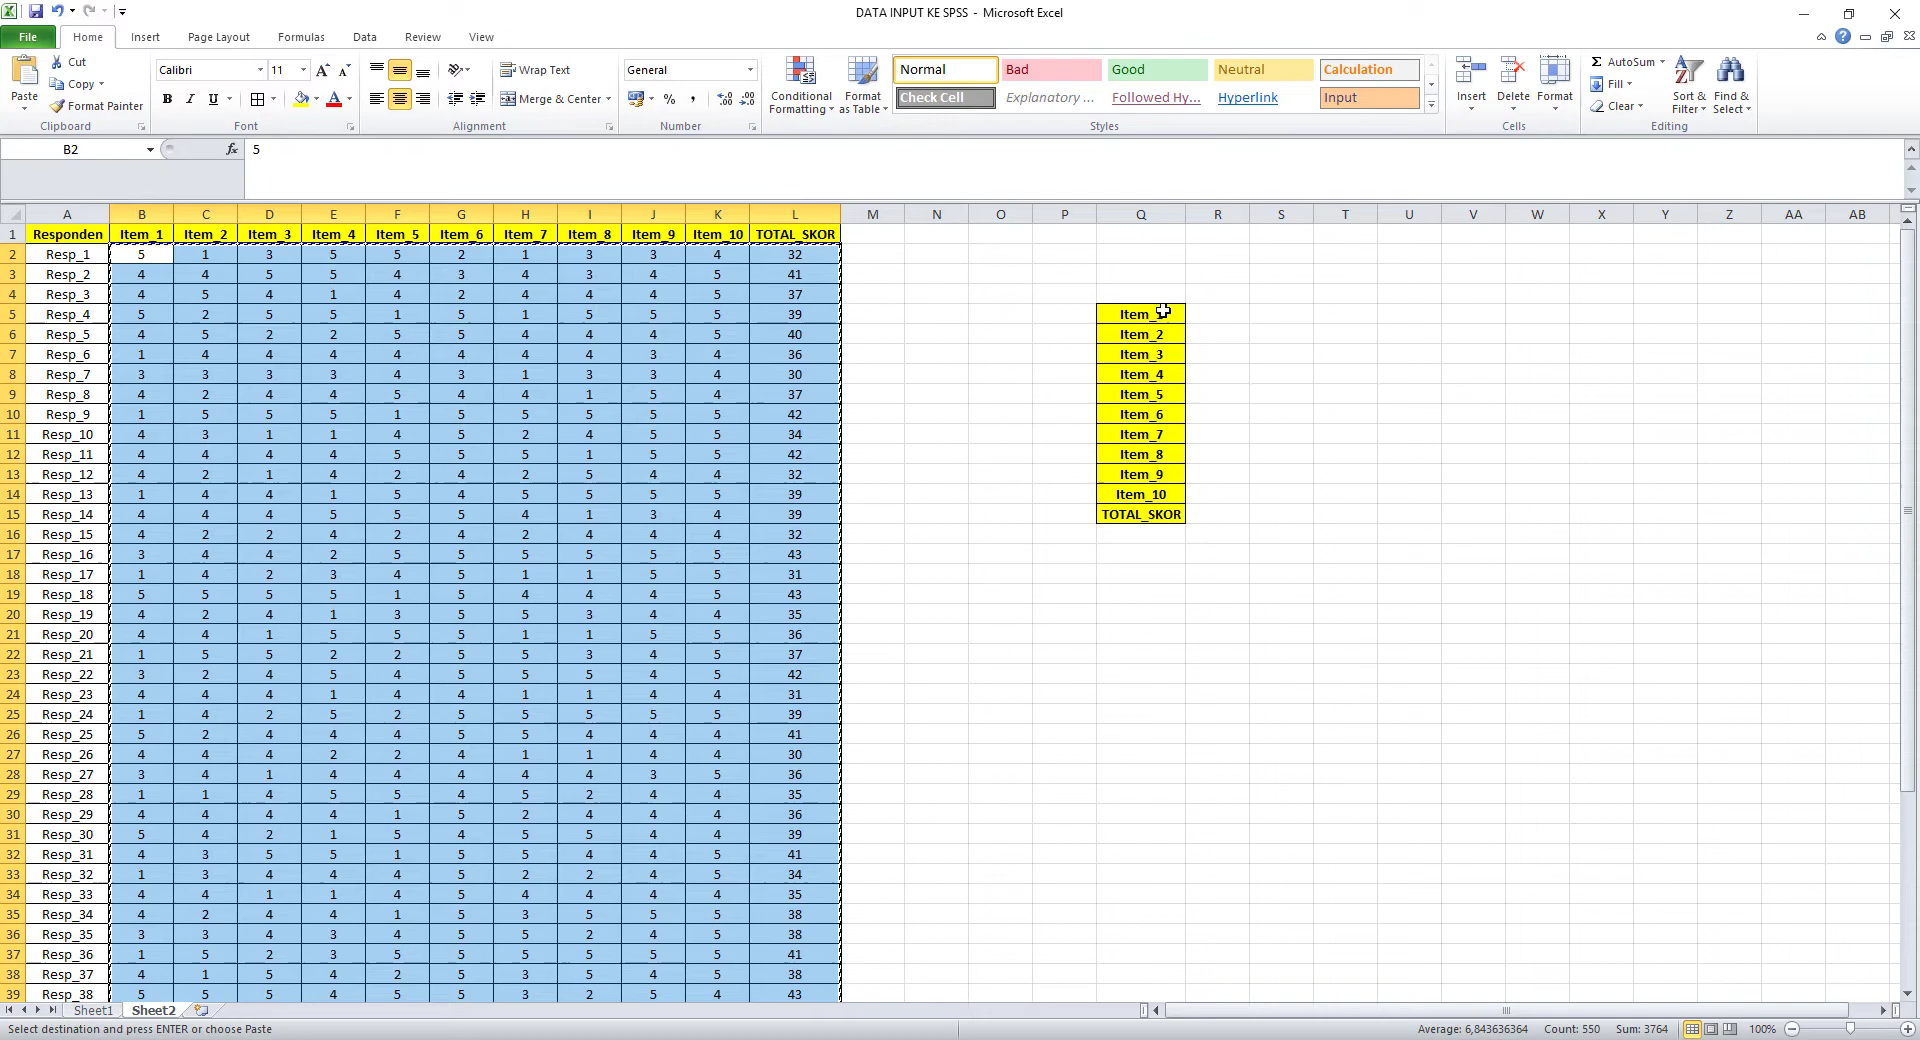 DATA INPUT KE SPSS - Microsoft Excel
File Home Insert Page Layout Formulas Data Review View
Paste Cut Copy Format Painter
Clipboard
Calibri 11
B I U A
Font
Wrap Text
Merge & Center
Alignment
General
% ,
Number
Conditional Formatting
Format as Table
Normal Bad Good Neutral Calculation
Check Cell Explanatory ... Followed Hy... Hyperlink Input
Styles
Insert Delete Format
Cells
AutoSum
Fill
Clear
Sort & Filter
Find & Select
Editing
B2 fx 5
A B C D E F G H I J K L M N O P Q R S T U V W X Y Z AA AB
1 Responden Item_1 Item_2 Item_3 Item_4 Item_5 Item_6 Item_7 Item_8 Item_9 Item_10 TOTAL_SKOR
2 Resp_1 5 1 3 5 5 2 1 3 3 4 32
3 Resp_2 4 4 5 5 4 3 4 3 4 5 41
4 Resp_3 4 5 4 1 4 2 4 4 4 5 37
5 Resp_4 5 2 5 5 1 5 1 5 5 5 39
6 Resp_5 4 5 2 2 5 5 4 4 4 5 40 Item_2
7 Resp_6 1 4 4 4 4 4 4 4 3 4 36 Item_3
8 Resp_7 3 3 3 3 4 3 1 3 3 4 30 Item_4
9 Resp_8 4 2 4 4 5 4 4 1 5 4 37 Item_5
10 Resp_9 1 5 5 5 1 5 5 5 5 5 42 Item_6
11 Resp_10 4 3 1 1 4 5 2 4 5 5 34 Item_7
12 Resp_11 4 4 4 4 5 5 5 1 5 5 42 Item_8
13 Resp_12 4 2 1 4 2 4 2 5 4 4 32 Item_9
14 Resp_13 1 4 4 1 5 4 5 5 5 5 39 Item_10
15 Resp_14 4 4 4 5 5 5 4 1 3 4 39 TOTAL_SKOR
16 Resp_15 4 2 2 4 2 4 2 4 4 4 32
17 Resp_16 3 4 4 2 5 5 5 5 5 5 43
18 Resp_17 1 4 2 3 4 5 1 1 5 5 31
19 Resp_18 5 5 5 5 1 5 4 4 4 5 43
20 Resp_19 4 2 4 1 3 5 5 3 4 4 35
21 Resp_20 4 4 1 5 5 5 1 1 5 5 36
22 Resp_21 1 5 5 2 2 5 5 3 4 5 37
23 Resp_22 3 2 4 5 4 5 5 5 4 5 42
24 Resp_23 4 4 4 1 4 4 1 1 4 4 31
25 Resp_24 1 4 2 5 2 5 5 5 5 5 39
26 Resp_25 5 2 4 4 4 5 5 4 4 4 41
27 Resp_26 4 4 4 2 2 4 1 1 4 4 30
28 Resp_27 3 4 1 4 4 4 4 4 3 5 36
29 Resp_28 1 1 4 5 5 4 5 2 4 4 35
30 Resp_29 4 4 4 4 1 5 2 4 4 4 36
31 Resp_30 5 4 2 1 5 4 5 5 4 4 39
32 Resp_31 4 3 5 5 1 5 5 4 4 5 41
33 Resp_32 1 3 4 4 4 5 2 2 4 5 34
34 Resp_33 4 4 1 1 4 5 4 4 4 4 35
35 Resp_34 4 2 4 4 1 5 3 5 5 5 38
36 Resp_35 3 3 4 3 4 5 5 2 4 5 38
37 Resp_36 1 5 2 3 5 5 5 5 5 5 41
38 Resp_37 4 1 5 4 2 5 3 5 4 5 38
39 Resp_38 5 5 5 4 5 5 3 2 5 4 43
Sheet1 Sheet2
Select destination and press ENTER or choose Paste Average: 6,843636364 Count: 550 Sum: 3764 100%